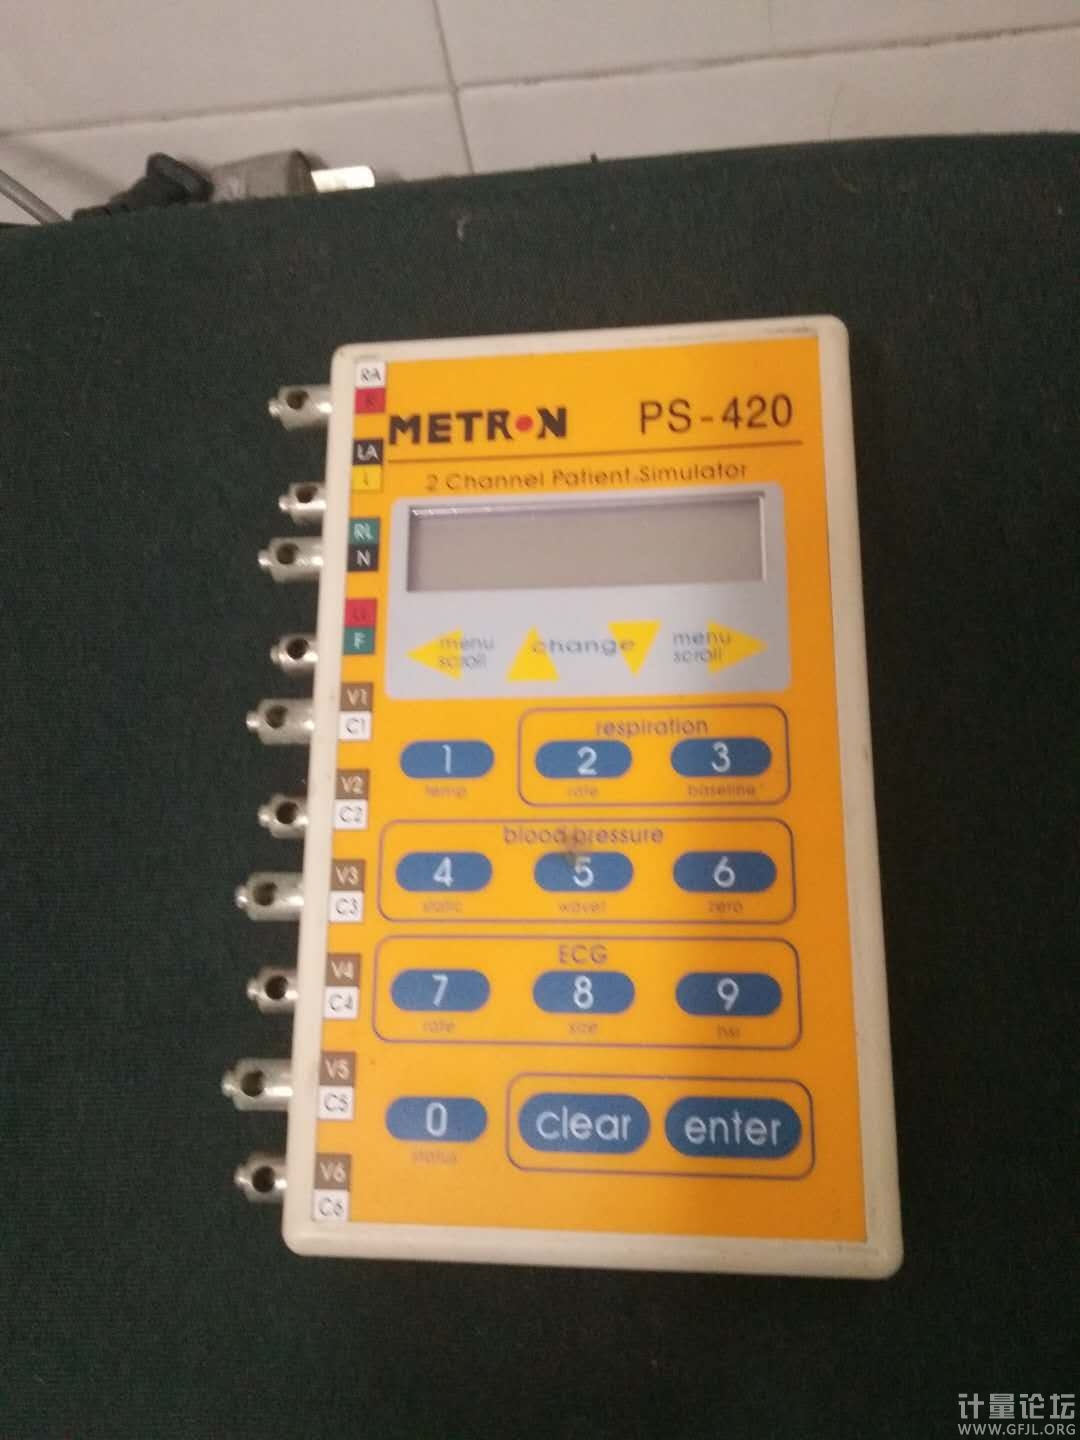 RA
R
METRON PS-420
LA
L
2 Channel Patient Simulator
RL
N
LL
F
menu scroll
change
menu scroll
V1
C1
respiration
1
2
3
temp
rate
baseline
V2
C2
blood pressure
4
5
6
static
wave1
zero
V3
C3
ECG
7
8
9
rate
size
nsi
V4
C4
V5
C5
0
clear
enter
status
V6
C6
计量论坛
WWW.GFJL.ORG